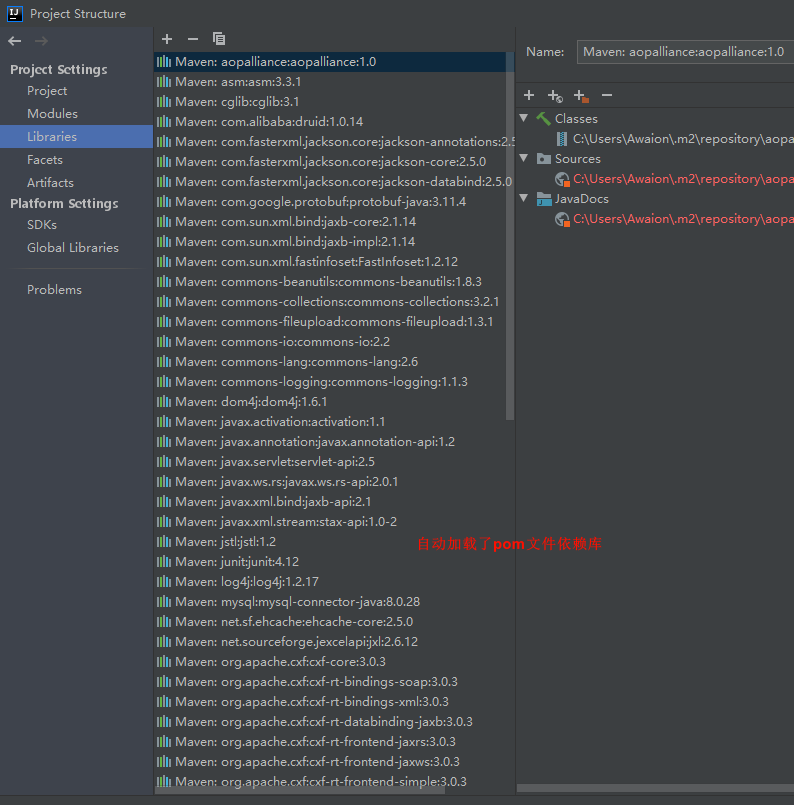 Project Structure
Project Settings
Project
Modules
Libraries
Facets
Artifacts
Platform Settings
SDKs
Global Libraries
Problems
Maven: aopalliance:aopalliance:1.0
Maven: asm:asm:3.3.1
Maven: cglib:cglib:3.1
Maven: com.alibaba:druid:1.0.14
Maven: com.fasterxml.jackson.core:jackson-annotations:2.5
Maven: com.fasterxml.jackson.core:jackson-core:2.5.0
Maven: com.fasterxml.jackson.core:jackson-databind:2.5.0
Maven: com.google.protobuf:protobuf-java:3.11.4
Maven: com.sun.xml.bind:jaxb-core:2.1.14
Maven: com.sun.xml.bind:jaxb-impl:2.1.14
Maven: com.sun.xml.fastinfoset:FastInfoset:1.2.12
Maven: commons-beanutils:commons-beanutils:1.8.3
Maven: commons-collections:commons-collections:3.2.1
Maven: commons-fileupload:commons-fileupload:1.3.1
Maven: commons-io:commons-io:2.2
Maven: commons-lang:commons-lang:2.6
Maven: commons-logging:commons-logging:1.1.3
Maven: dom4j:dom4j:1.6.1
Maven: javax.activation:activation:1.1
Maven: javax.annotation:javax.annotation-api:1.2
Maven: javax.servlet:servlet-api:2.5
Maven: javax.ws.rs:javax.ws.rs-api:2.0.1
Maven: javax.xml.bind:jaxb-api:2.1
Maven: javax.xml.stream:stax-api:1.0-2
Maven: jstl:jstl:1.2
Maven: junit:junit:4.12
Maven: log4j:log4j:1.2.17
Maven: mysql:mysql-connector-java:8.0.28
Maven: net.sf.ehcache:ehcache-core:2.5.0
Maven: net.sourceforge.jexcelapi:jxl:2.6.12
Maven: org.apache.cxf:cxf-core:3.0.3
Maven: org.apache.cxf:cxf-rt-bindings-soap:3.0.3
Maven: org.apache.cxf:cxf-rt-bindings-xml:3.0.3
Maven: org.apache.cxf:cxf-rt-databinding-jaxb:3.0.3
Maven: org.apache.cxf:cxf-rt-frontend-jaxrs:3.0.3
Maven: org.apache.cxf:cxf-rt-frontend-jaxws:3.0.3
Maven: org.apache.cxf:cxf-rt-frontend-simple:3.0.3
自动加载了pom文件依赖库
Name: Maven: aopalliance:aopalliance:1.0
Classes
C:\Users\Awaion\.m2\repository\aopa
Sources
C:\Users\Awaion\.m2\repository\aopa
JavaDocs
C:\Users\Awaion\.m2\repository\aopa